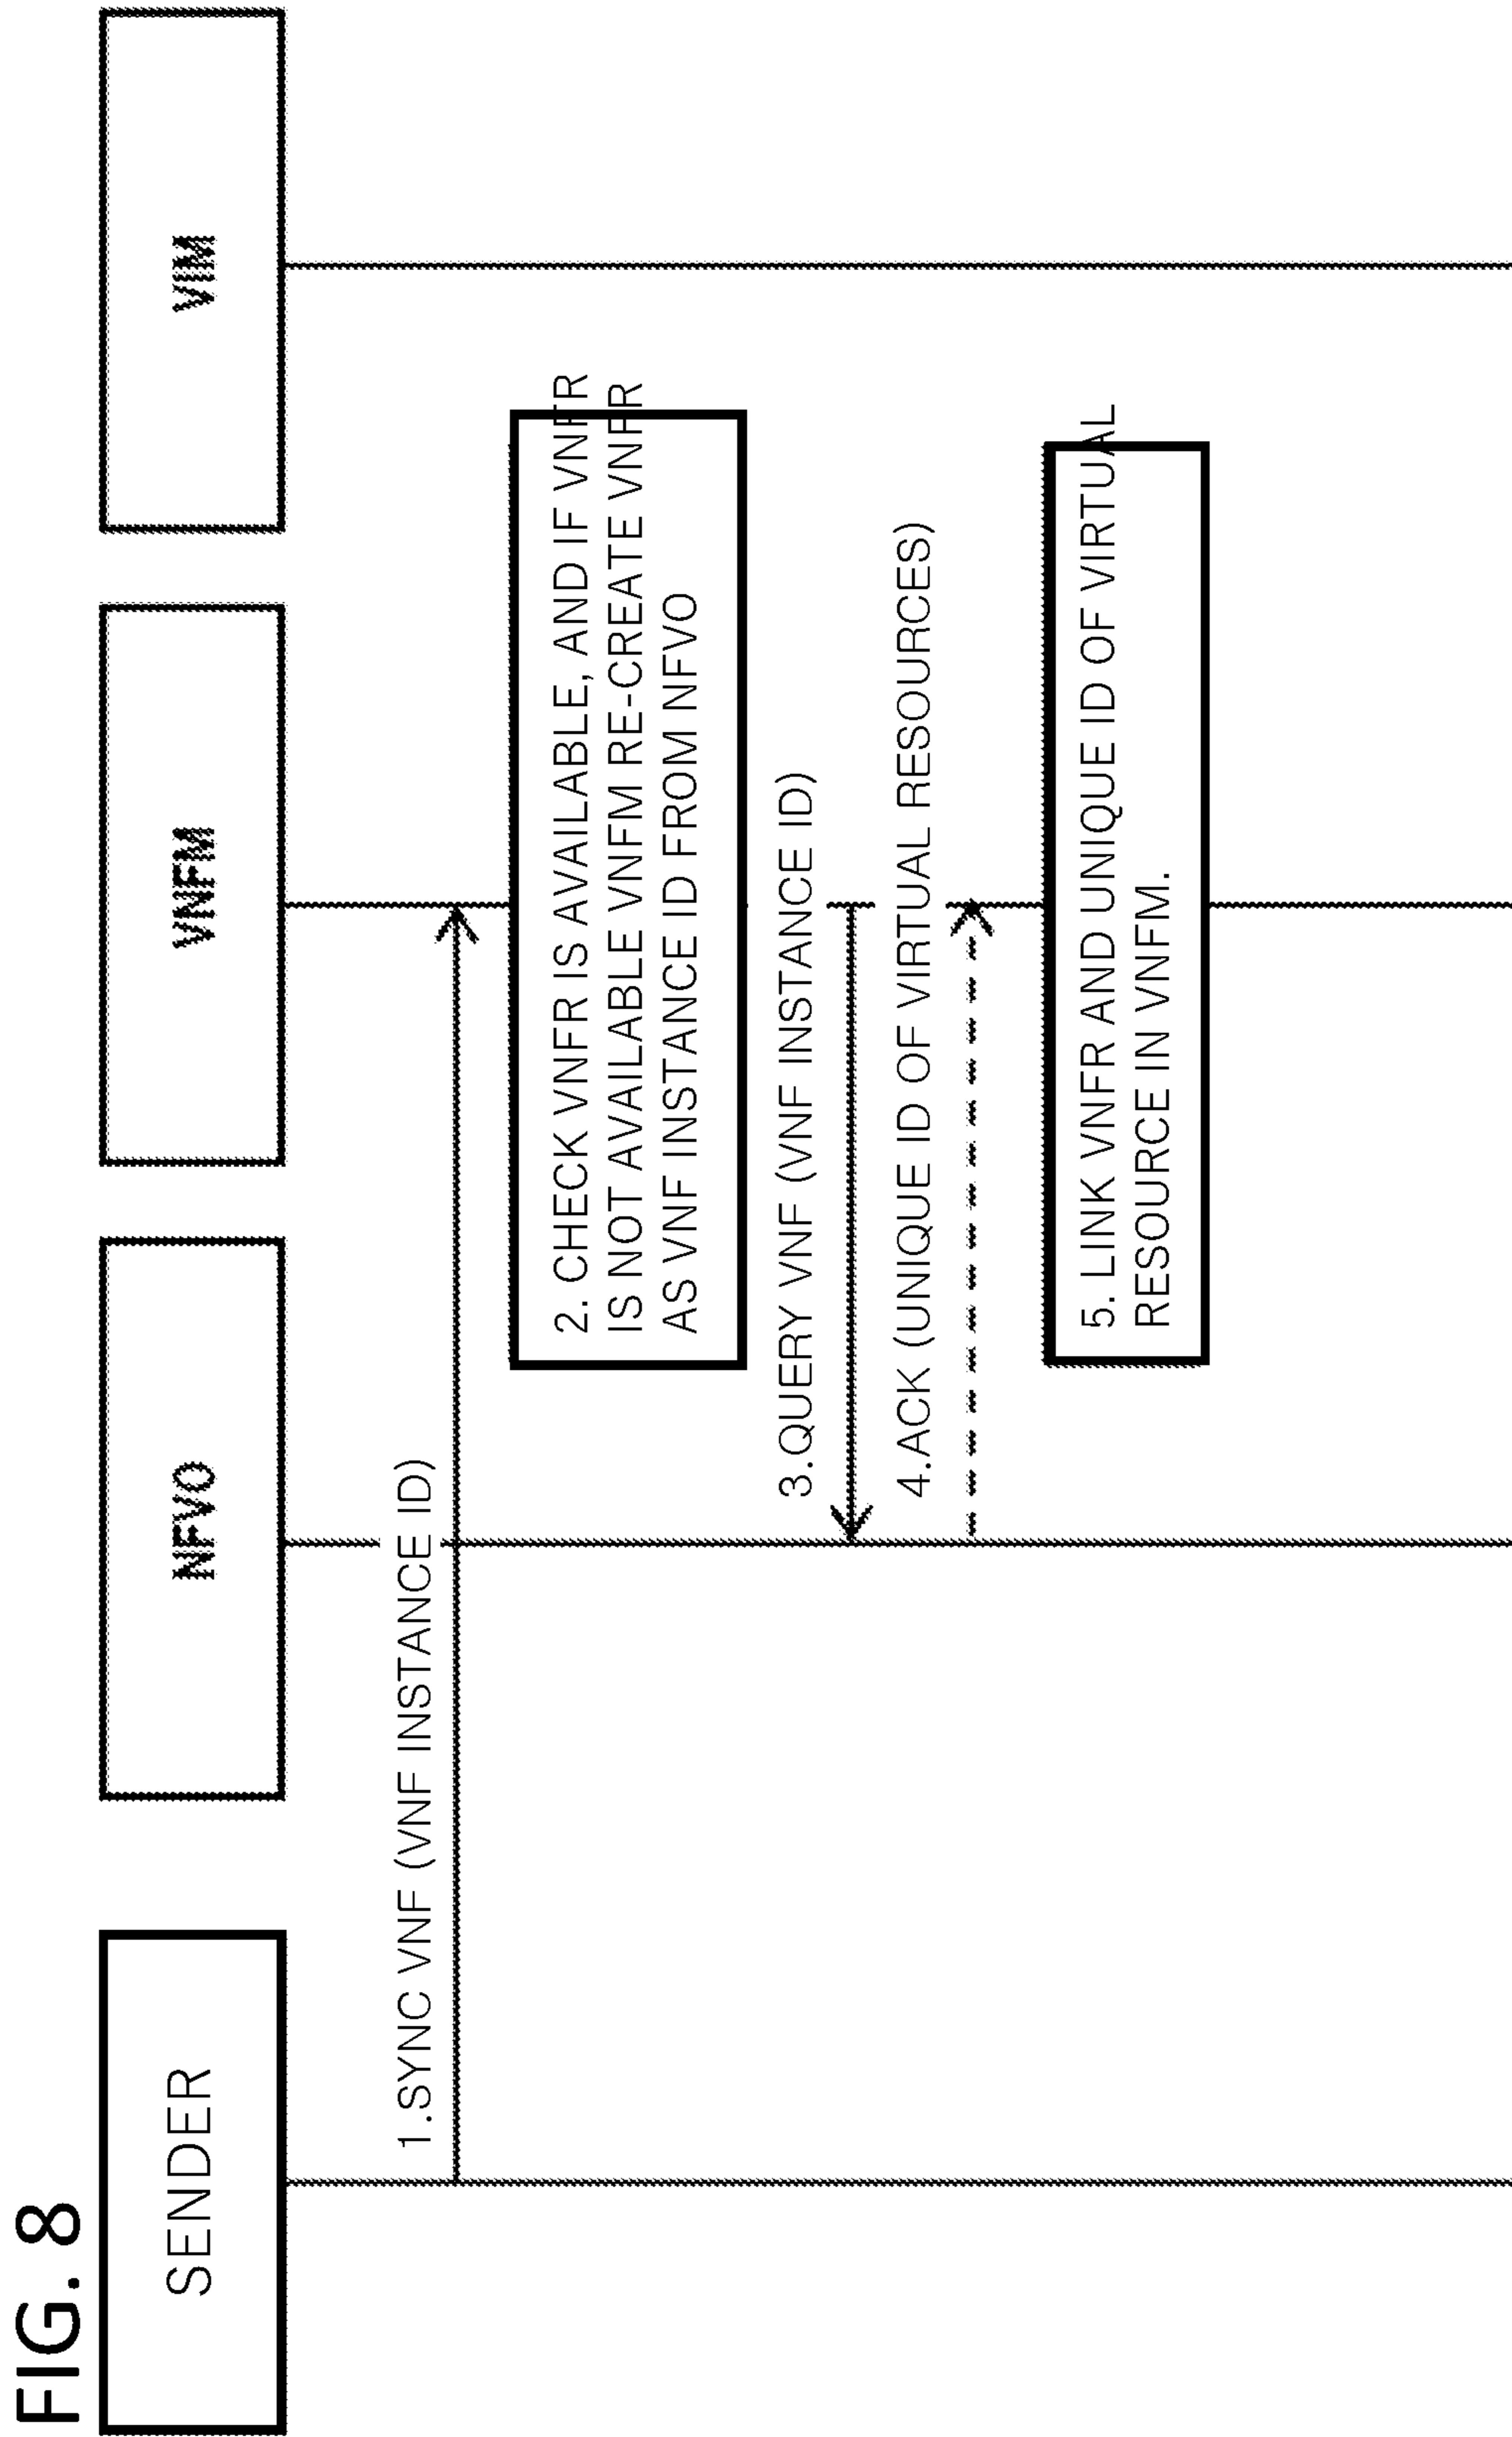 FIG. 8
SENDER
NFVO
VNFM
VIM
1.SYNC VNF (VNF INSTANCE ID)
2. CHECK VNFR IS AVAILABLE, AND IF VNFR
IS NOT AVAILABLE VNFM RE-CREATE VNFR
AS VNF INSTANCE ID FROM NFVO
3.QUERY VNF (VNF INSTANCE ID)
4.ACK (UNIQUE ID OF VIRTUAL RESOURCES)
5. LINK VNFR AND UNIQUE ID OF VIRTUAL
RESOURCE IN VNFM.